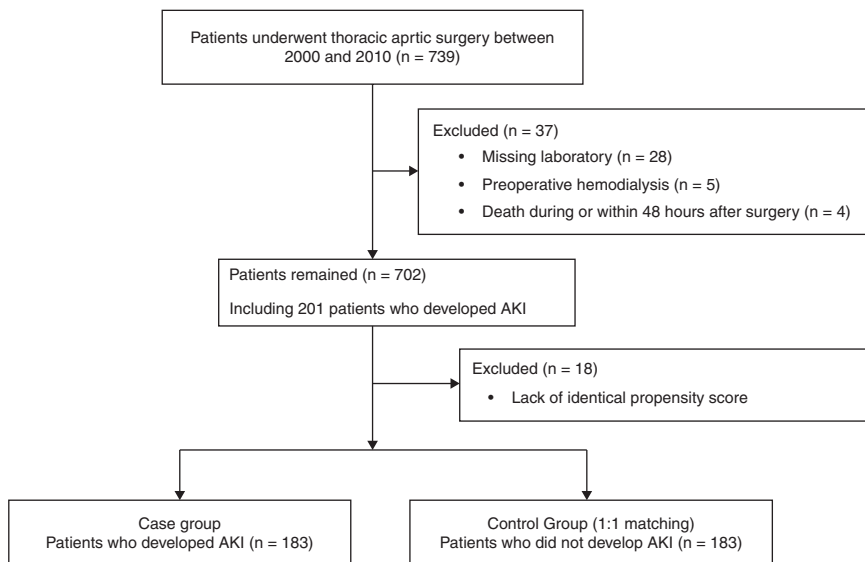 Patients underwent thoracic aprtic surgery between
2000 and 2010 (n = 739)
Excluded (n = 37)
• Missing laboratory (n = 28)
• Preoperative hemodialysis (n = 5)
• Death during or within 48 hours after surgery (n = 4)
Patients remained (n = 702)
Including 201 patients who developed AKI
Excluded (n = 18)
• Lack of identical propensity score
Case group
Patients who developed AKI (n = 183)
Control Group (1:1 matching)
Patients who did not develop AKI (n = 183)